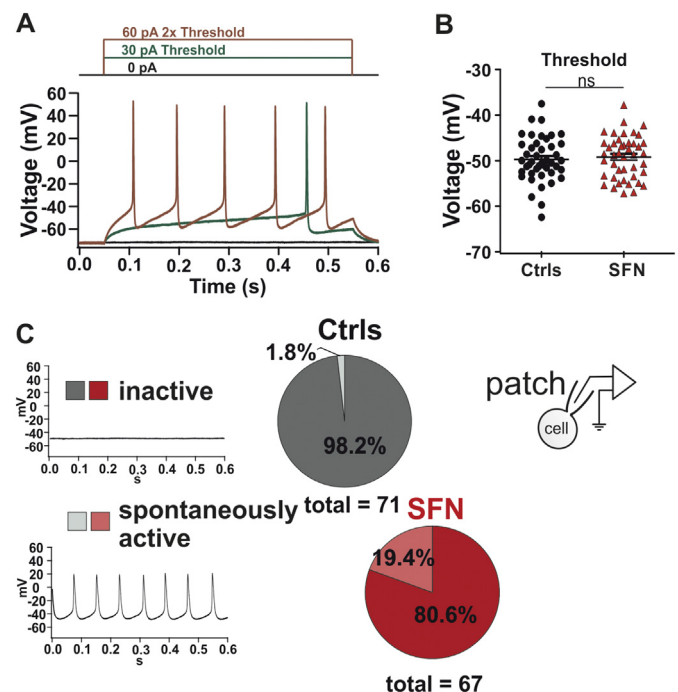 A
60 pA 2x Threshold
30 pA Threshold
0 pA
Voltage (mV)
60
40
20
0
-20
-40
-60
0.0 0.1 0.2 0.3 0.4 0.5 0.6
Time (s)
B
Threshold
ns
Voltage (mV)
-30
-40
-50
-60
-70
Ctrls SFN
C
mV
60
40
20
0
-20
-40
-60
0.0 0.1 0.2 0.3 0.4 0.5 0.6
s
inactive
Ctrls
1.8%
98.2%
total = 71
patch
cell
spontaneously
active
mV
60
40
20
0
-20
-40
-60
0.0 0.1 0.2 0.3 0.4 0.5 0.6
s
SFN
19.4%
80.6%
total = 67